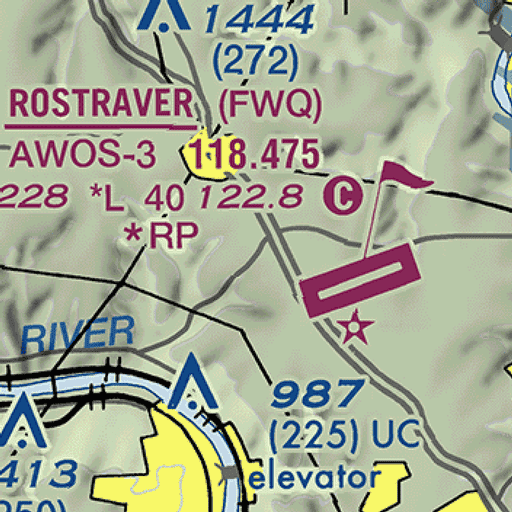 1444
(272)
ROSTRAVER (FWQ)
AWOS-3 118.475
228 *L 40 122.8 C
*RP
RIVER
987
(225) UC
413
250)
elevator